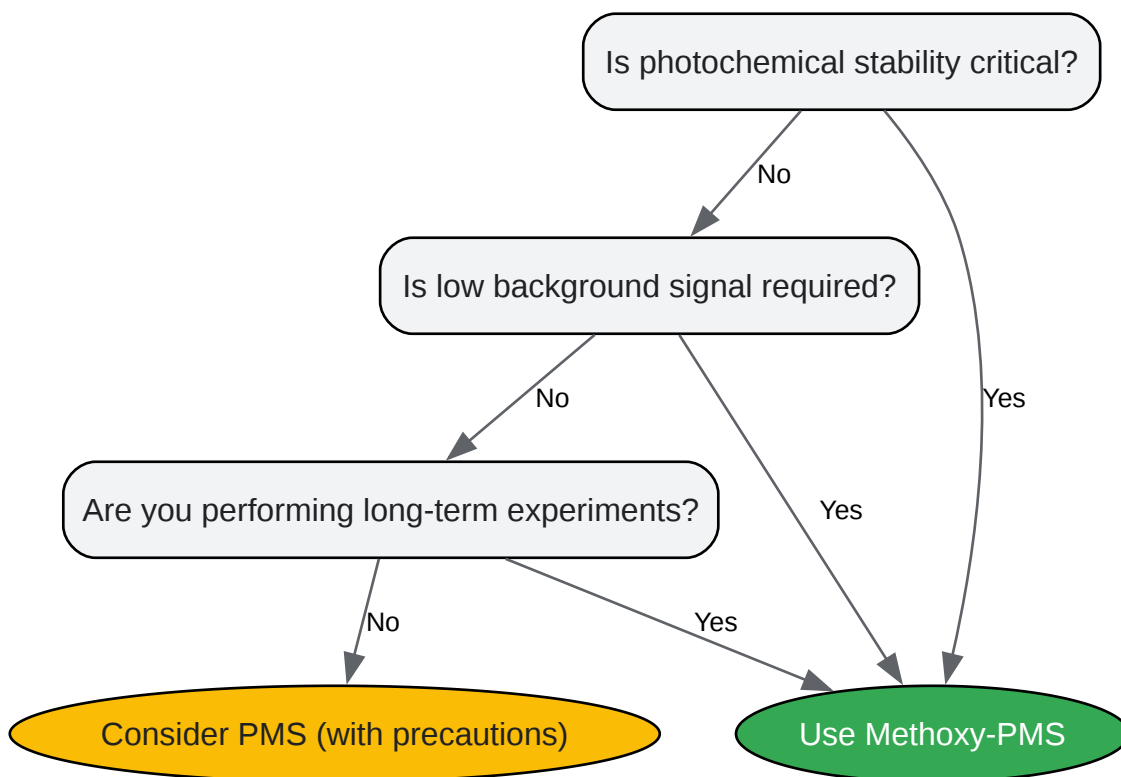 Is photochemical stability critical?
No
Is low background signal required?
Yes
No
Are you performing long-term experiments?
Yes
No
Yes
Consider PMS (with precautions)
Use Methoxy-PMS